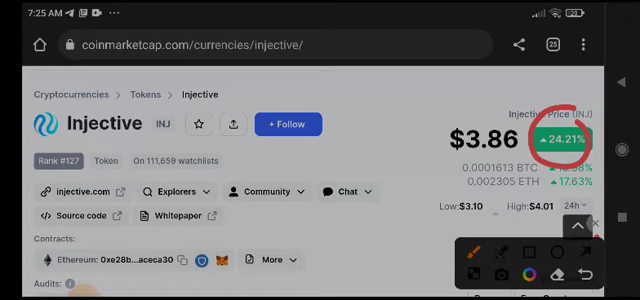 7:25 AM
28
coinmarketcap.com/currencies/injective/
25
Cryptocurrencies > Tokens > Injective
Injective INJ
+ Follow
Injective Price (INJ)
$3.86
24.21%
Rank #127
Token
On 111,659 watchlists
0.0001613 BTC
0.002305 ETH 17.63%
injective.com
Explorers
Community
Chat
Low:$3.10 High:$4.01 24h
Source code
Whitepaper
Contracts:
Ethereum: 0xe28b...aceca30
More
Audits: